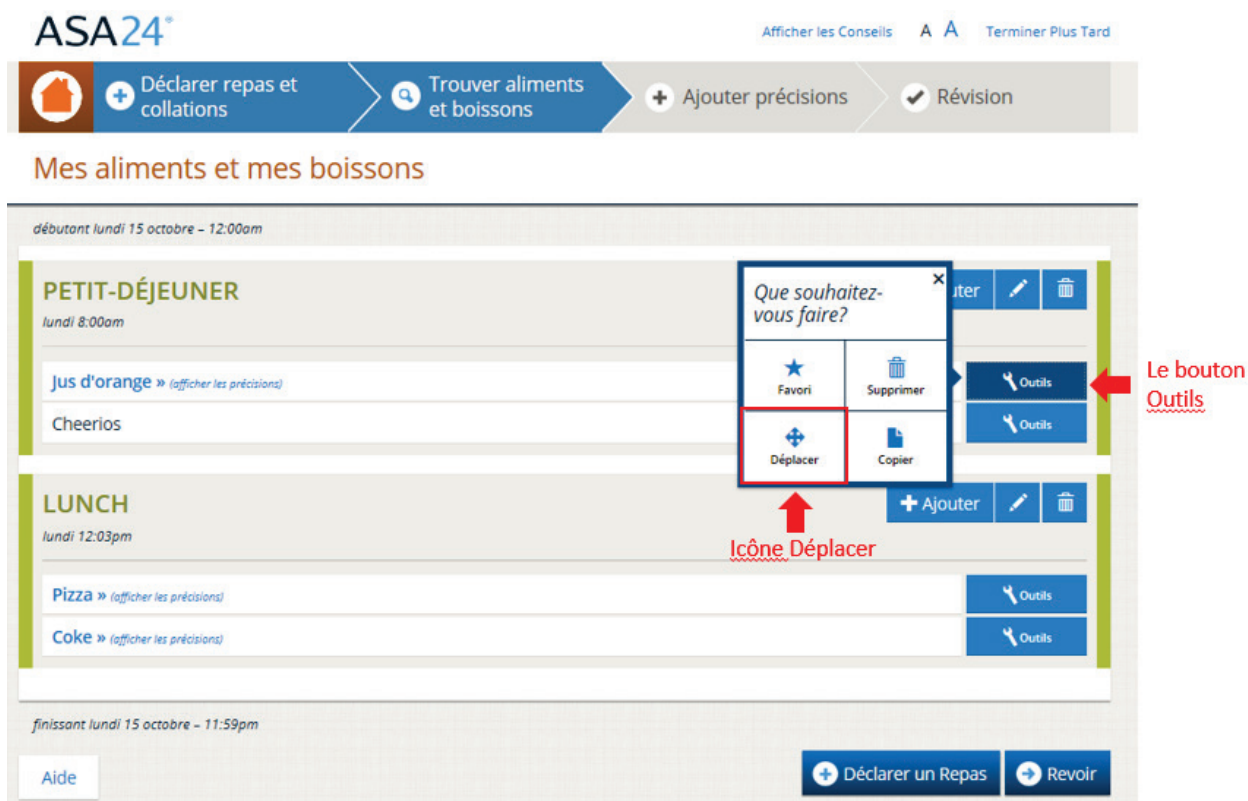 ASA24®
Afficher les Conseils A A Terminer Plus Tard
Déclarer repas et
collations
Trouver aliments
et boissons
Ajouter précisions
Révision
Mes aliments et mes boissons
débutant lundi 15 octobre – 12:00am
PETIT-DÉJEUNER
lundi 8:00am
Jus d'orange » (afficher les précisions)
Outils
Cheerios
Outils
Que souhaitez-
vous faire?
×
Favori
Supprimer
Déplacer
Copier
Le bouton
Outils
Icône Déplacer
LUNCH
lundi 12:03pm
Ajouter
Pizza » (afficher les précisions)
Outils
Coke » (afficher les précisions)
Outils
finissant lundi 15 octobre – 11:59pm
Aide
Déclarer un Repas
Revoir